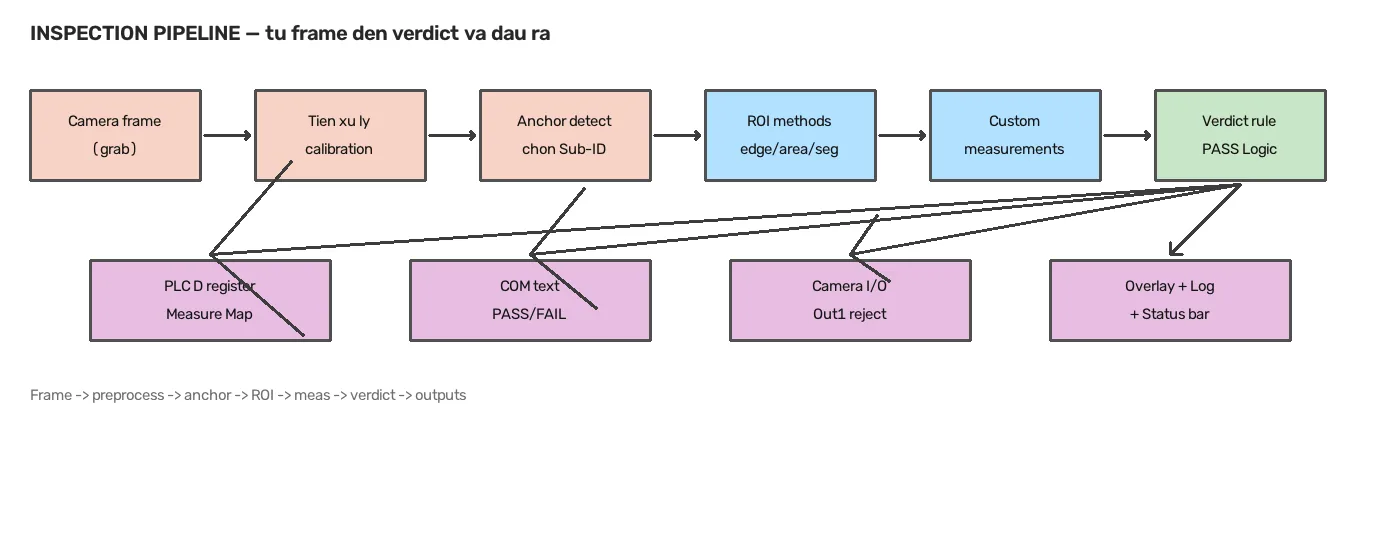 INSPECTION PIPELINE — tu frame den verdict va dau ra
Camera frame
(grab)
Tien xu ly
calibration
Anchor detect
chon Sub-ID
ROI methods
edge/area/seg
Custom
measurements
Verdict rule
PASS Logic
PLC D register
Measure Map
COM text
PASS/FAIL
Camera I/O
Out1 reject
Overlay + Log
+ Status bar
Frame -> preprocess -> anchor -> ROI -> meas -> verdict -> outputs